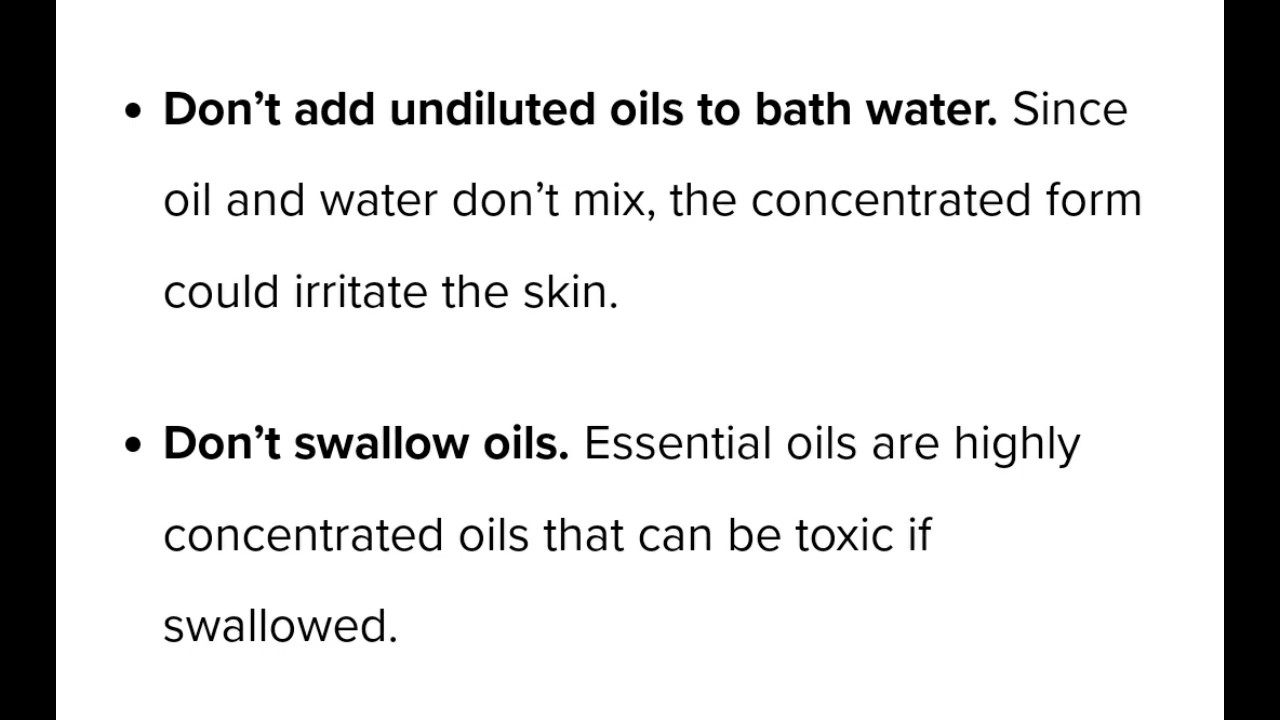 • Don’t add undiluted oils to bath water. Since
oil and water don’t mix, the concentrated form
could irritate the skin.
• Don’t swallow oils. Essential oils are highly
concentrated oils that can be toxic if
swallowed.